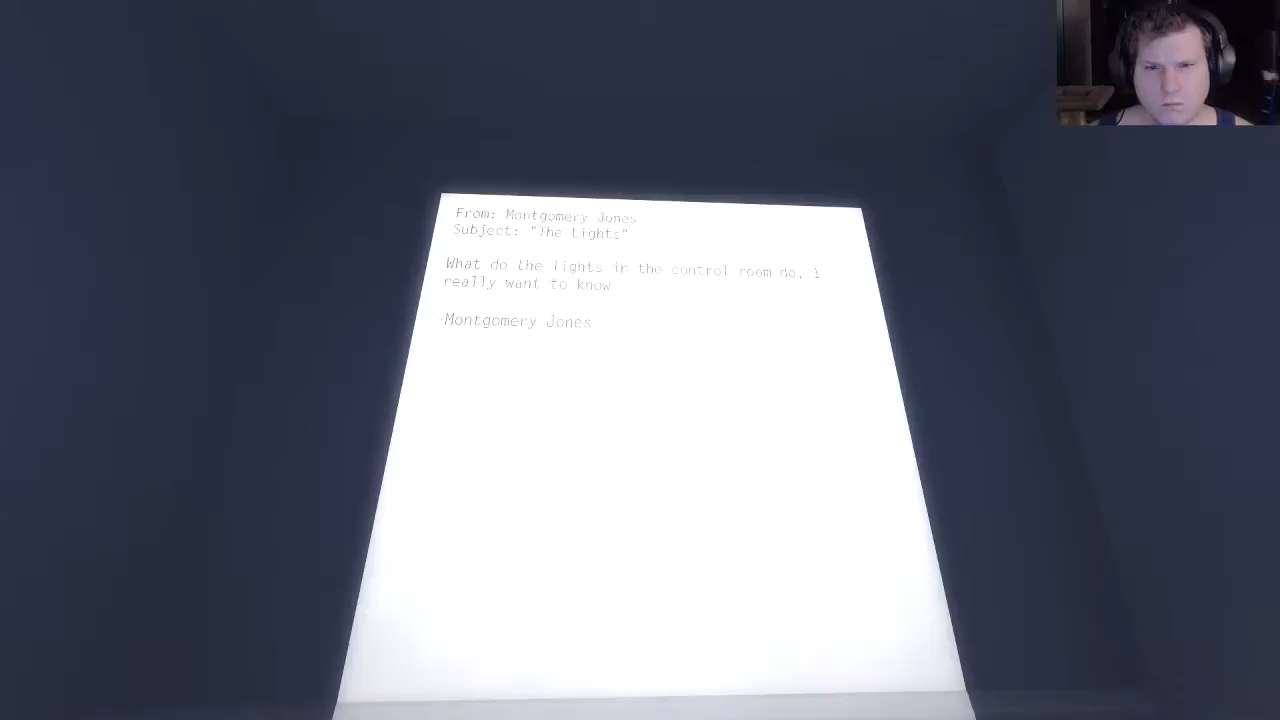 From: Montgomery Jones
Subject: "The Lights"
What do the lights in the control room do, I
really want to know
-Montgomery Jones